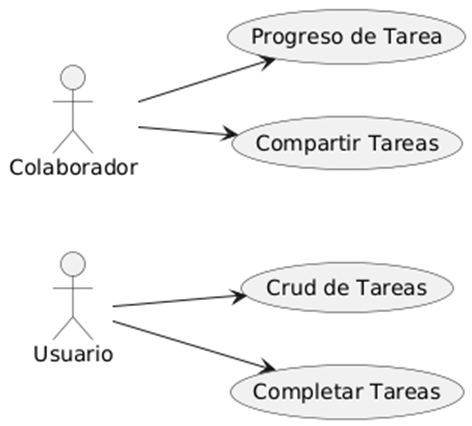 Progreso de Tarea
Colaborador
Compartir Tareas
Usuario
Crud de Tareas
Completar Tareas